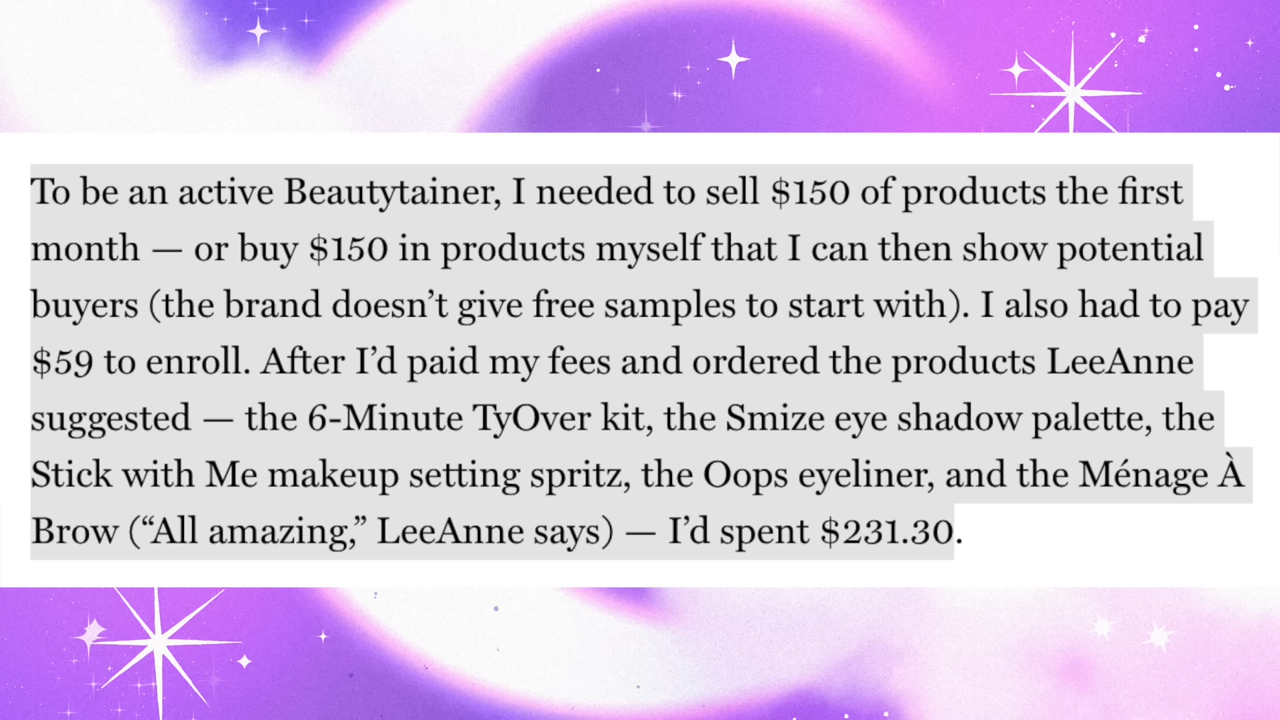 To be an active Beautytainer, I needed to sell $150 of products the first
month — or buy $150 in products myself that I can then show potential
buyers (the brand doesn’t give free samples to start with). I also had to pay
$59 to enroll. After I’d paid my fees and ordered the products LeeAnne
suggested — the 6-Minute TyOver kit, the Smize eye shadow palette, the
Stick with Me makeup setting spritz, the Oops eyeliner, and the Ménage À
Brow (“All amazing,” LeeAnne says) — I’d spent $231.30.